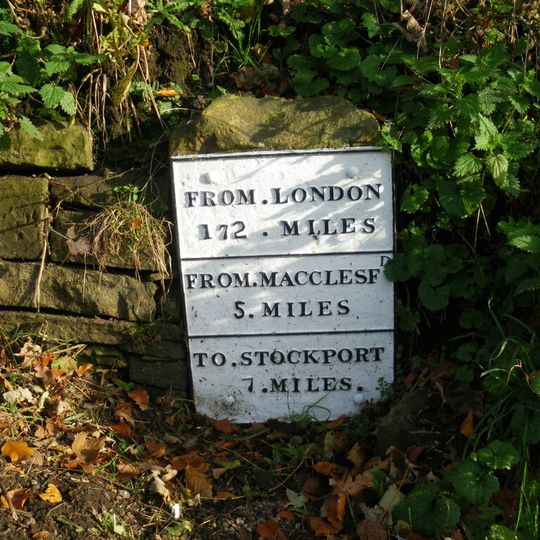 FROM. LONDON
172 . MILES
FROM. MACCLESFᴰ
5. MILES
TO. STOCKPORT
7. MILES.